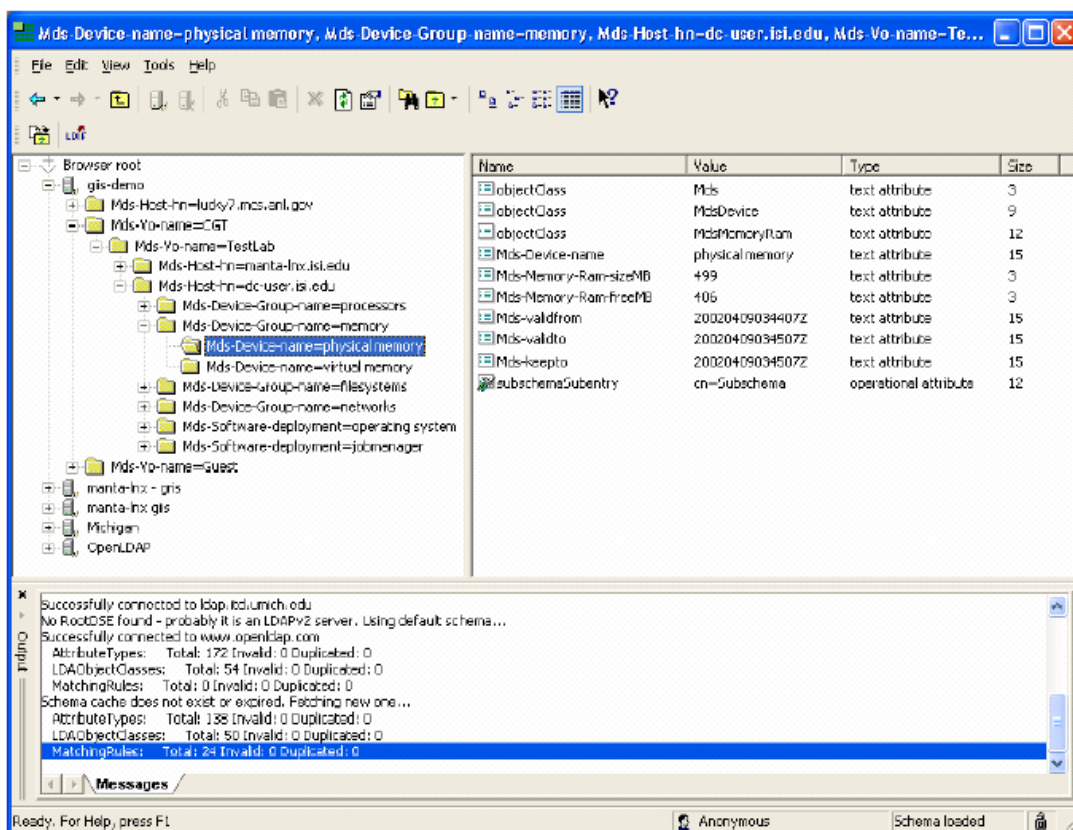 Mds-Device-name=physical memory, Mds-Device-Group-name=memory, Mds-Host-hn=dc-user.isi.edu, Mds-Vo-name=Te...
File Edit View Tools Help
LDIF
Browser root
gis-demo
Mds-Host-hn=lucky7.mcs.anl.gov
Mds-Vo-name=CGT
Mds-Vo-name=TestLab
Mds-Host-hn=manta-lnx.isi.edu
Mds-Host-hn=dc-user.isi.edu
Mds-Device-Group-name=processors
Mds-Device-Group-name=memory
Mds-Device-name=physical memory
Mds-Device-name=virtual memory
Mds-Device-Group-name=filesystems
Mds-Device-Group-name=networks
Mds-Software-deployment=operating system
Mds-Software-deployment=jobmanager
Mds-Vo-name=Guest
manta-lnx - gris
manta-lnx giis
Michigan
OpenLDAP
Name Value Type Size
objectClass Mds text attribute 3
objectClass MdsDevice text attribute 9
objectClass MdsMemoryRam text attribute 12
Mds-Device-name physical memory text attribute 15
Mds-Memory-Ram-sizeMB 499 text attribute 3
Mds-Memory-Ram-freeMB 406 text attribute 3
Mds-validfrom 20020409034407Z text attribute 15
Mds-validto 20020409034507Z text attribute 15
Mds-keepto 20020409034507Z text attribute 15
subschemaSubentry cn=Subschema operational attribute 12
Output
Successfully connected to ldap.itd.umich.edu
No RootDSE found - probably it is an LDAPv2 server. Using default schema...
Successfully connected to www.openldap.com
AttributeTypes: Total: 172 Invalid: 0 Duplicated: 0
LDAObjectClasses: Total: 54 Invalid: 0 Duplicated: 0
MatchingRules: Total: 0 Invalid: 0 Duplicated: 0
Schema cache does not exist or expired. Fetching new one...
AttributeTypes: Total: 138 Invalid: 0 Duplicated: 0
LDAObjectClasses: Total: 50 Invalid: 0 Duplicated: 0
MatchingRules: Total: 24 Invalid: 0 Duplicated: 0
Messages
Ready. For Help, press F1 Anonymous Schema loaded